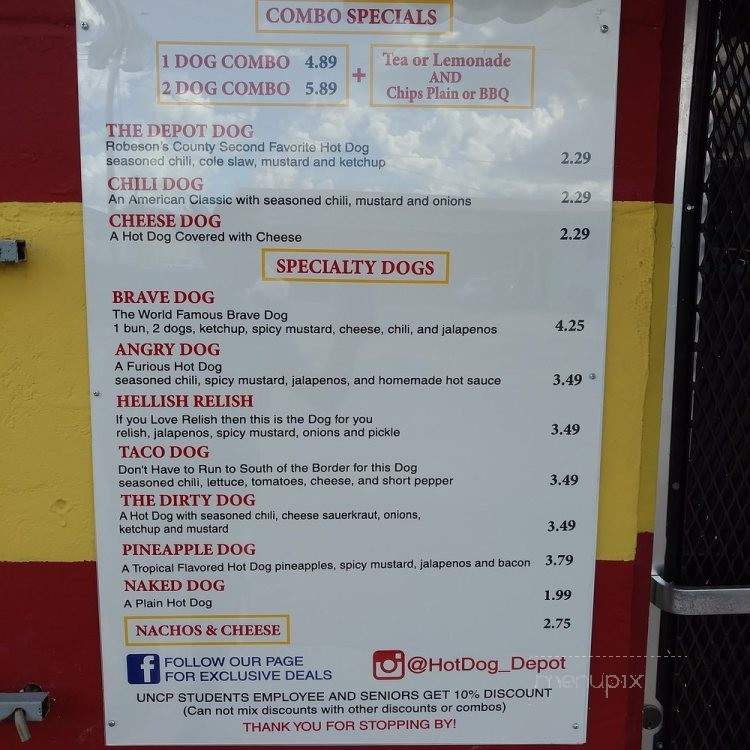 COMBO SPECIALS
1 DOG COMBO 4.89
2 DOG COMBO 5.89
+
Tea or Lemonade
AND
Chips Plain or BBQ
THE DEPOT DOG
Robeson's County Second Favorite Hot Dog
seasoned chili, cole slaw, mustard and ketchup 2.29
CHILI DOG
An American Classic with seasoned chili, mustard and onions 2.29
CHEESE DOG
A Hot Dog Covered with Cheese 2.29
SPECIALTY DOGS
BRAVE DOG
The World Famous Brave Dog
1 bun, 2 dogs, ketchup, spicy mustard, cheese, chili, and jalapenos 4.25
ANGRY DOG
A Furious Hot Dog
seasoned chili, spicy mustard, jalapenos, and homemade hot sauce 3.49
HELLISH RELISH
If you Love Relish then this is the Dog for you
relish, jalapenos, spicy mustard, onions and pickle 3.49
TACO DOG
Don't Have to Run to South of the Border for this Dog
seasoned chili, lettuce, tomatoes, cheese, and short pepper 3.49
THE DIRTY DOG
A Hot Dog with seasoned chili, cheese sauerkraut, onions,
ketchup and mustard 3.49
PINEAPPLE DOG
A Tropical Flavored Hot Dog pineapples, spicy mustard, jalapenos and bacon 3.79
NAKED DOG
A Plain Hot Dog 1.99
NACHOS & CHEESE 2.75
f FOLLOW OUR PAGE
FOR EXCLUSIVE DEALS
@HotDog_Depot
menupix
UNCP STUDENTS EMPLOYEE AND SENIORS GET 10% DISCOUNT
(Can not mix discounts with other discounts or combos)
THANK YOU FOR STOPPING BY!